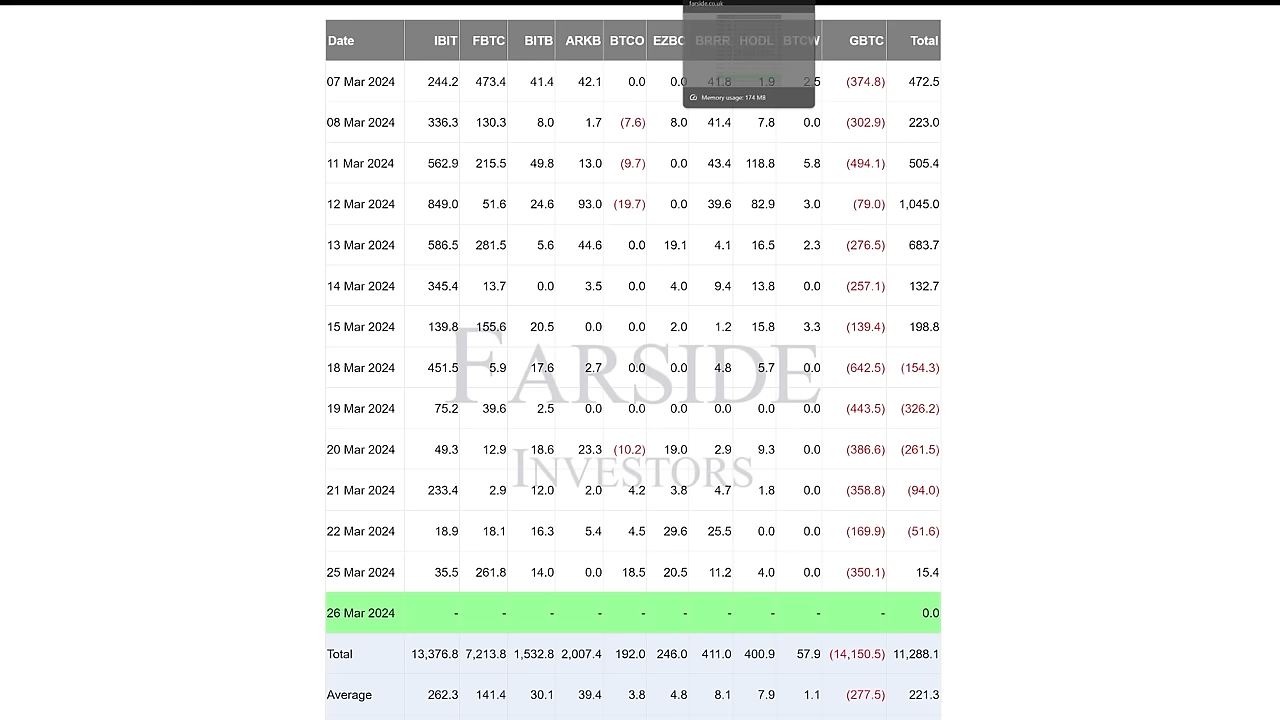 farside.co.uk
Date IBIT FBTC BITB ARKB BTCO EZBC BRRR HODL BTCW GBTC Total
07 Mar 2024 244.2 473.4 41.4 42.1 0.0 0.0 41.8 1.9 2.5 (374.8) 472.5
Memory usage: 174 MB
08 Mar 2024 336.3 130.3 8.0 1.7 (7.6) 8.0 41.4 7.8 0.0 (302.9) 223.0
11 Mar 2024 562.9 215.5 49.8 13.0 (9.7) 0.0 43.4 118.8 5.8 (494.1) 505.4
12 Mar 2024 849.0 51.6 24.6 93.0 (19.7) 0.0 39.6 82.9 3.0 (79.0) 1,045.0
13 Mar 2024 586.5 281.5 5.6 44.6 0.0 19.1 4.1 16.5 2.3 (276.5) 683.7
14 Mar 2024 345.4 13.7 0.0 3.5 0.0 4.0 9.4 13.8 0.0 (257.1) 132.7
15 Mar 2024 139.8 155.6 20.5 0.0 0.0 2.0 1.2 15.8 3.3 (139.4) 198.8
18 Mar 2024 451.5 5.9 17.6 2.7 0.0 0.0 4.8 5.7 0.0 (642.5) (154.3)
FARSIDE
19 Mar 2024 75.2 39.6 2.5 0.0 0.0 0.0 0.0 0.0 0.0 (443.5) (326.2)
20 Mar 2024 49.3 12.9 18.6 23.3 (10.2) 19.0 2.9 9.3 0.0 (386.6) (261.5)
INVESTORS
21 Mar 2024 233.4 2.9 12.0 2.0 4.2 3.8 4.7 1.8 0.0 (358.8) (94.0)
22 Mar 2024 18.9 18.1 16.3 5.4 4.5 29.6 25.5 0.0 0.0 (169.9) (51.6)
25 Mar 2024 35.5 261.8 14.0 0.0 18.5 20.5 11.2 4.0 0.0 (350.1) 15.4
26 Mar 2024 - - - - - - - - - - 0.0
Total 13,376.8 7,213.8 1,532.8 2,007.4 192.0 246.0 411.0 400.9 57.9 (14,150.5) 11,288.1
Average 262.3 141.4 30.1 39.4 3.8 4.8 8.1 7.9 1.1 (277.5) 221.3